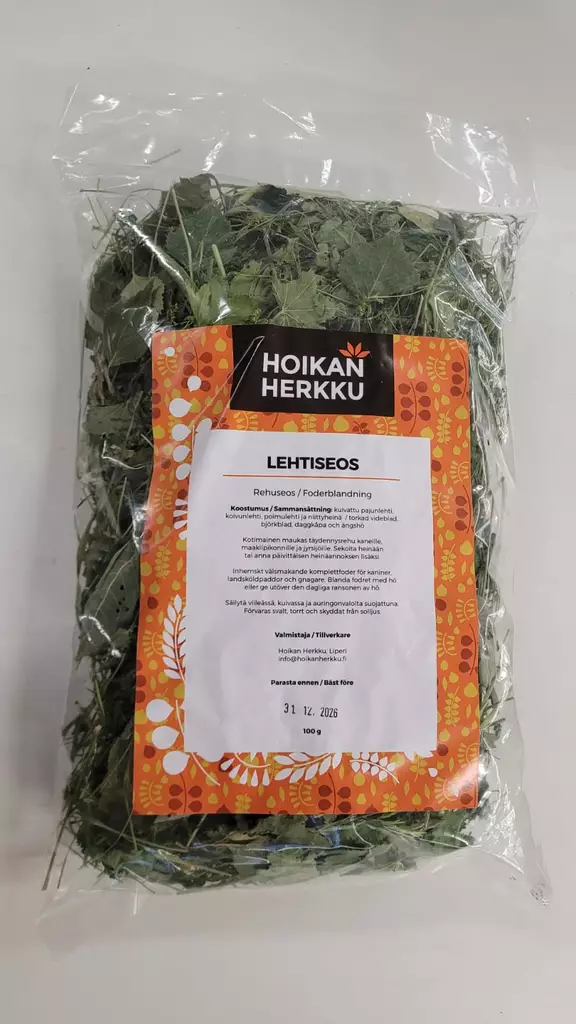 HOIKAN
HERKKU
LEHTISEOS
Rehuseos / Foderblandning
Koostumus / Sammansättning: kuivattu pajunlehti,
koivunlehti, poimulehti ja niittyheinä / torkad videblad,
björkblad, daggkåpa och ängshö
Kotimainen maukas täydennysrehu kaneille,
maakilpikonnille ja jyrsijöille. Sekoita heinään
tai anna päivittäisen heinäannoksen lisäksi.
Inhemskt välsmakande komplettfoder för kaniner,
landsköldpaddor och gnagare. Blanda fodret med hö
eller ge utöver den dagliga ransonen av hö.
Säilytä viileässä, kuivassa ja auringonvalolta suojattuna.
Förvaras svalt, torrt och skyddat från solljus.
Valmistaja / Tillverkare
Hoikan Herkku, Liperi
info@hoikanherkku.fi
Parasta ennen / Bäst före
31 12. 2026
100 g